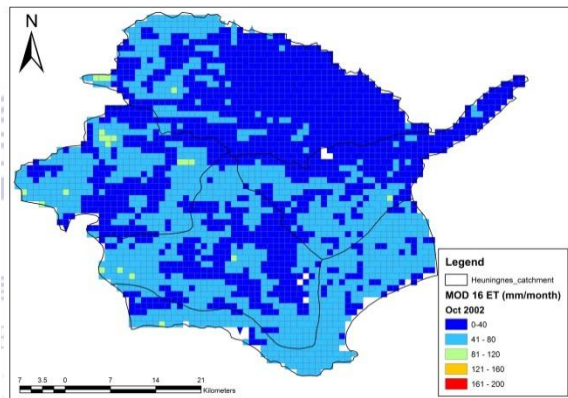 N
Legend
Heuningnes_catchment
MOD 16 ET (mm/month)
Oct 2002
0-40
41 - 80
81 - 120
121 - 160
161 - 200
7 3.5 0 7 14 21
Kilometers